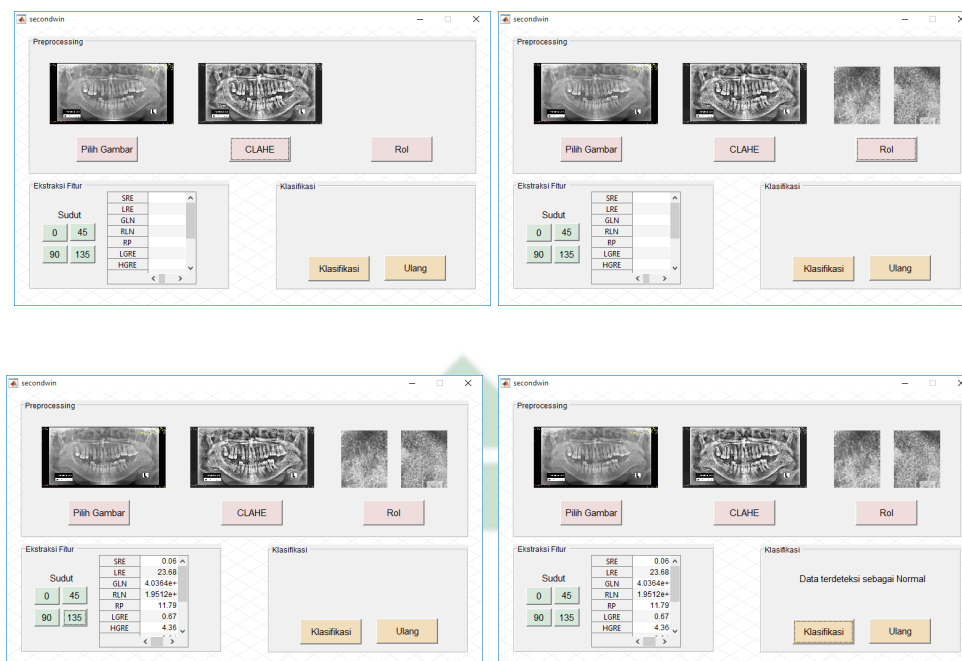 secondwin
Preprocessing
Pilih Gambar
CLAHE
RoI
Ekstraksi Fitur
Sudut
0 45
90 135
SRE
LRE
GLN
RLN
RP
LGRE
HGRE
Klasifikasi
Klasifikasi
Ulang
secondwin
Preprocessing
Pilih Gambar
CLAHE
RoI
Ekstraksi Fitur
Sudut
0 45
90 135
SRE
LRE
GLN
RLN
RP
LGRE
HGRE
Klasifikasi
Klasifikasi
Ulang
secondwin
Preprocessing
Pilih Gambar
CLAHE
RoI
Ekstraksi Fitur
Sudut
0 45
90 135
SRE 0.06
LRE 23.68
GLN 4.0364e+
RLN 1.9512e+
RP 11.79
LGRE 0.67
HGRE 4.36
Klasifikasi
Klasifikasi
Ulang
secondwin
Preprocessing
Pilih Gambar
CLAHE
RoI
Ekstraksi Fitur
Sudut
0 45
90 135
SRE 0.06
LRE 23.68
GLN 4.0364e+
RLN 1.9512e+
RP 11.79
LGRE 0.67
HGRE 4.36
Klasifikasi
Data terdeteksi sebagai Normal
Klasifikasi
Ulang